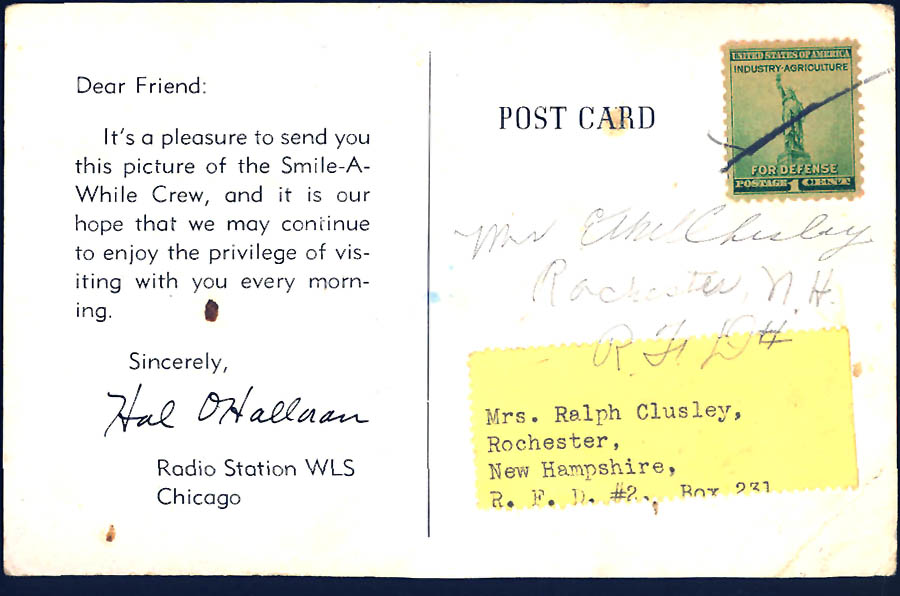 Dear Friend:
It's a pleasure to send you
this picture of the Smile-A-
While Crew, and it is our
hope that we may continue
to enjoy the privilege of vis-
iting with you every morn-
ing.
Sincerely,
Hal O'Halloran
Radio Station WLS
Chicago
POST CARD
UNITED STATES OF AMERICA
INDUSTRY·AGRICULTURE
FOR DEFENSE
POSTAGE 1 CENT
Mrs Ethel Clusley
Rochester, N.H.
R. F. D #
Mrs. Ralph Clusley,
Rochester,
New Hampshire,
R. F. D. #2., Box 231